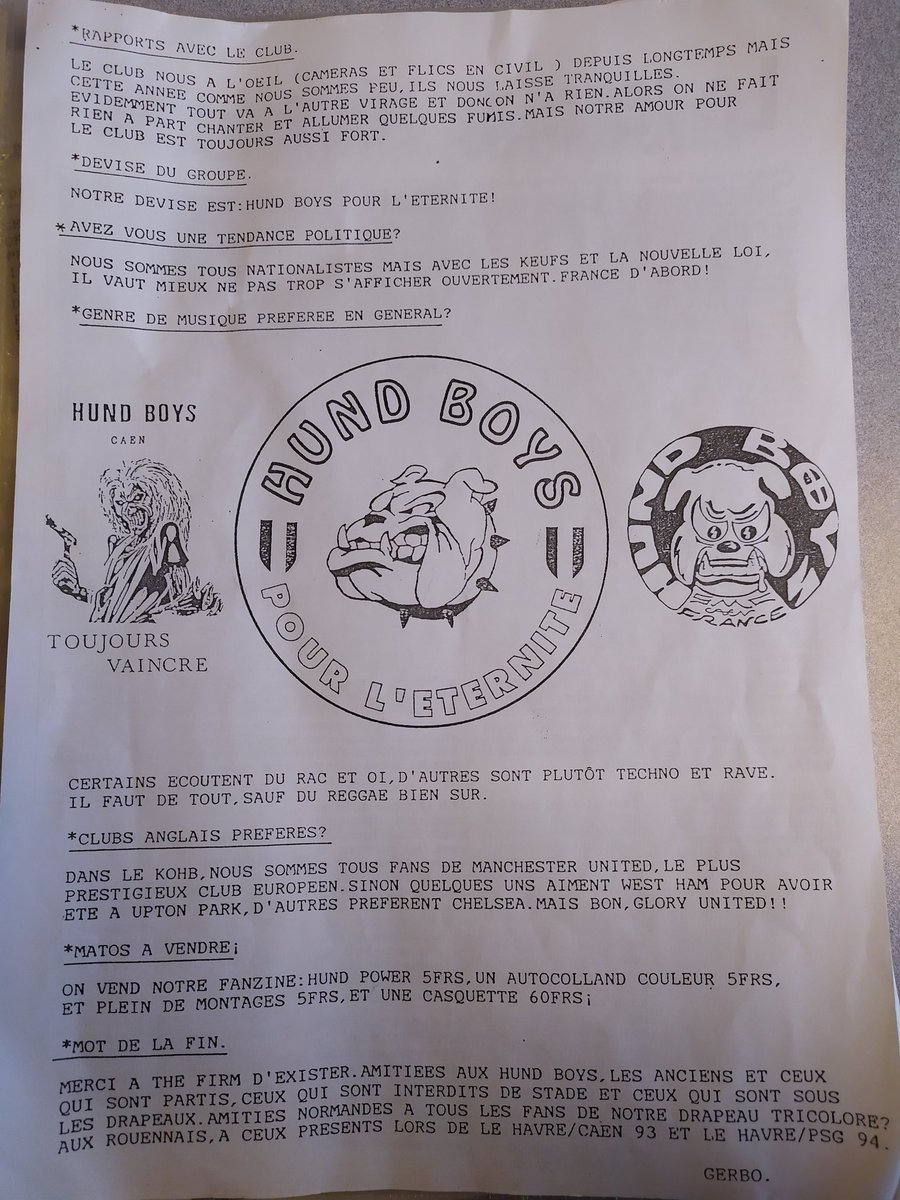 *RAPPORTS AVEC LE CLUB.
LE CLUB NOUS A L'OEIL (CAMERAS ET FLICS EN CIVIL ) DEPUIS LONGTEMPS MAIS
CETTE ANNEE COMME NOUS SOMMES PEU,ILS NOUS LAISSE TRANQUILLES.
EVIDEMMENT TOUT VA A L'AUTRE VIRAGE ET DONC ON N'A RIEN.ALORS ON NE FAIT
RIEN A PART CHANTER ET ALLUMER QUELQUES FUMIS.MAIS NOTRE AMOUR POUR
LE CLUB EST TOUJOURS AUSSI FORT.
*DEVISE DU GROUPE.
NOTRE DEVISE EST:HUND BOYS POUR L'ETERNITE!
*AVEZ VOUS UNE TENDANCE POLITIQUE?
NOUS SOMMES TOUS NATIONALISTES MAIS AVEC LES KEUFS ET LA NOUVELLE LOI,
IL VAUT MIEUX NE PAS TROP S'AFFICHER OUVERTEMENT.FRANCE D'ABORD!
*GENRE DE MUSIQUE PREFEREE EN GENERAL?
HUND BOYS
CAEN
TOUJOURS
VAINCRE
HUND BOYS
POUR L'ETERNITE
HUND BOYS
FRANCE
CERTAINS ECOUTENT DU RAC ET OI,D'AUTRES SONT PLUTÔT TECHNO ET RAVE.
IL FAUT DE TOUT,SAUF DU REGGAE BIEN SUR.
*CLUBS ANGLAIS PREFERES?
DANS LE KOHB,NOUS SOMMES TOUS FANS DE MANCHESTER UNITED,LE PLUS
PRESTIGIEUX CLUB EUROPEEN.SINON QUELQUES UNS AIMENT WEST HAM POUR AVOIR
ETE A UPTON PARK,D'AUTRES PREFERENT CHELSEA.MAIS BON,GLORY UNITED!!
*MATOS A VENDRE¡
ON VEND NOTRE FANZINE:HUND POWER 5FRS,UN AUTOCOLLAND COULEUR 5FRS,
ET PLEIN DE MONTAGES 5FRS,ET UNE CASQUETTE 60FRS¡
*MOT DE LA FIN.
MERCI A THE FIRM D'EXISTER.AMITIEES AUX HUND BOYS,LES ANCIENS ET CEUX
QUI SONT PARTIS,CEUX QUI SONT INTERDITS DE STADE ET CEUX QUI SONT SOUS
LES DRAPEAUX.AMITIES NORMANDES A TOUS LES FANS DE NOTRE DRAPEAU TRICOLORE?
AUX ROUENNAIS,A CEUX PRESENTS LORS DE LE HAVRE/CAEN 93 ET LE HAVRE/PSG 94.
GERBO.